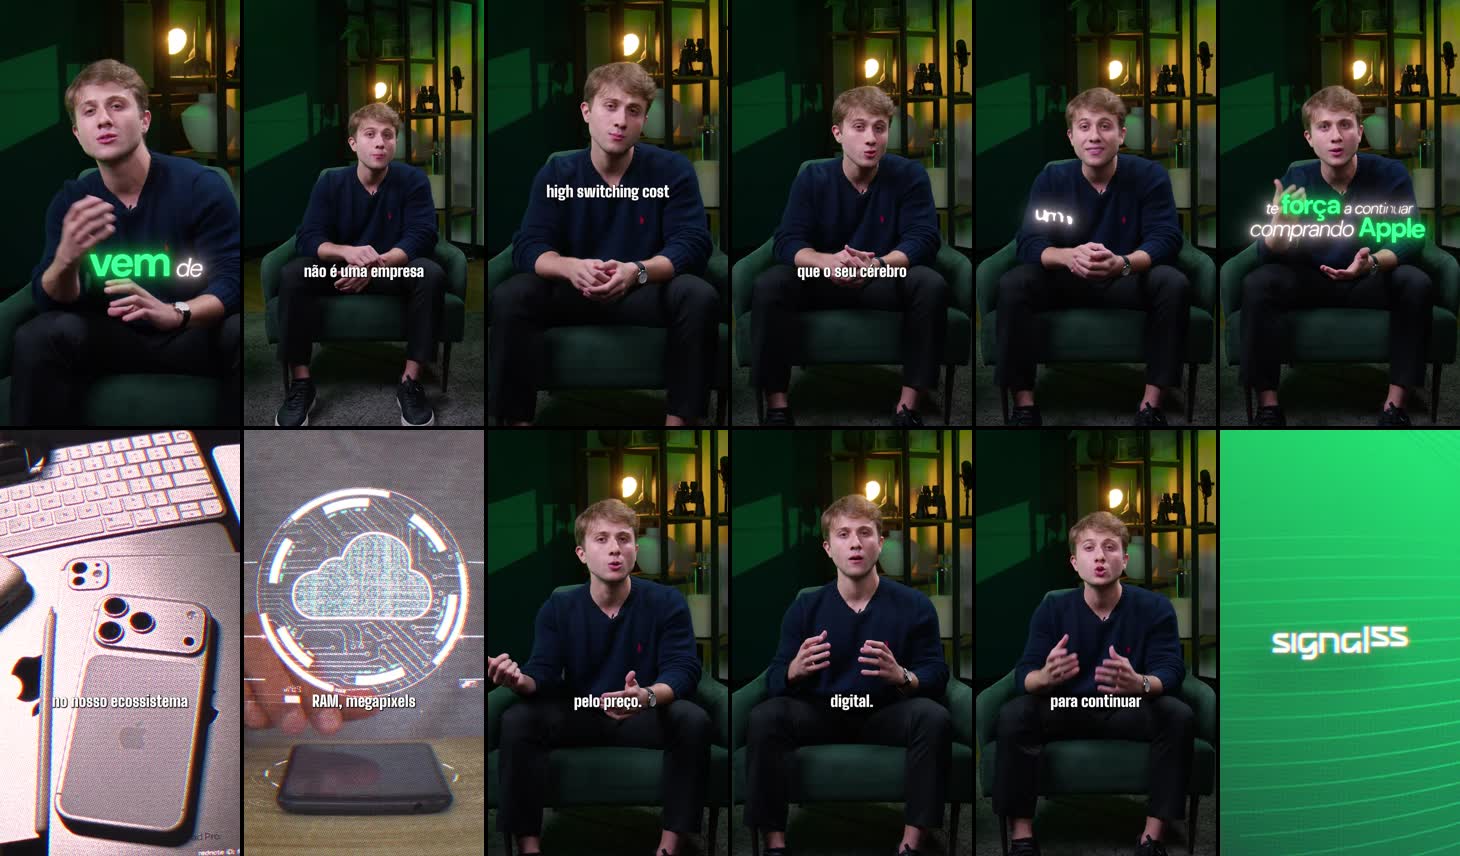 vem de
não é uma empresa
high switching cost
que o seu cérebro
um,
te força a continuar
comprando Apple
no nosso ecossistema
RAM, megapixels
pelo preço.
digital.
para continuar
signalss